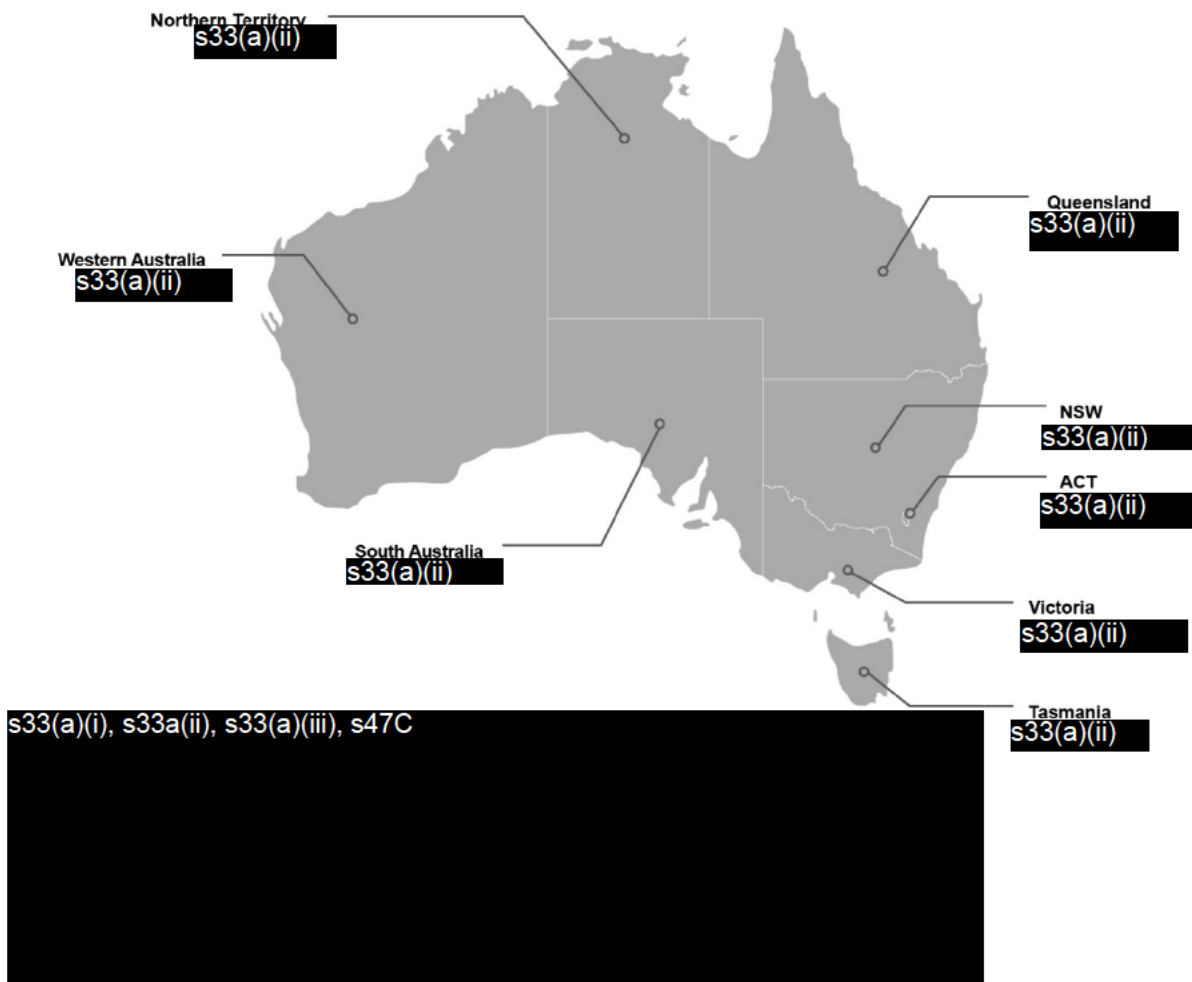 Northern Territory
s33(a)(ii)
Queensland
s33(a)(ii)
Western Australia
s33(a)(ii)
NSW
s33(a)(ii)
ACT
s33(a)(ii)
South Australia
s33(a)(ii)
Victoria
s33(a)(ii)
Tasmania
s33(a)(ii)
s33(a)(i), s33a(ii), s33(a)(iii), s47C